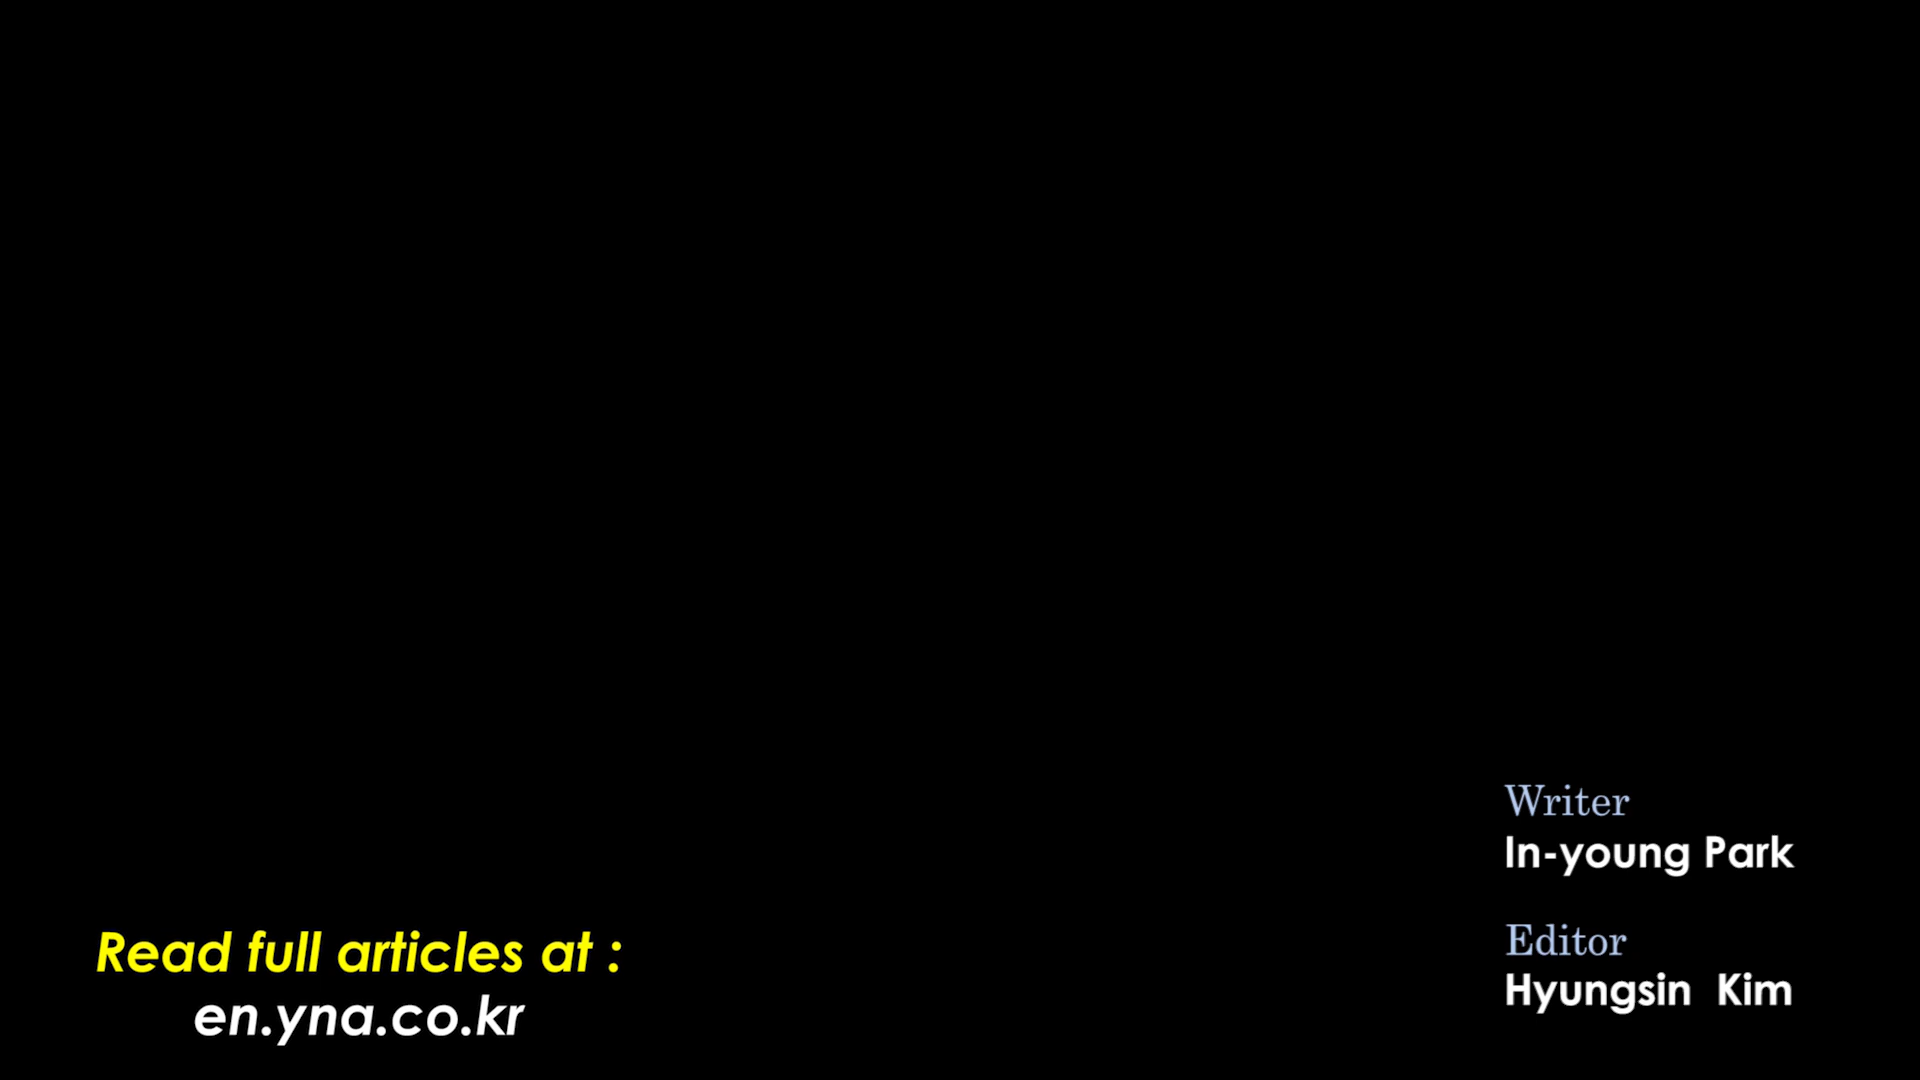 Writer
In-young Park
Editor
Hyungsin Kim
Read full articles at :
en.yna.co.kr